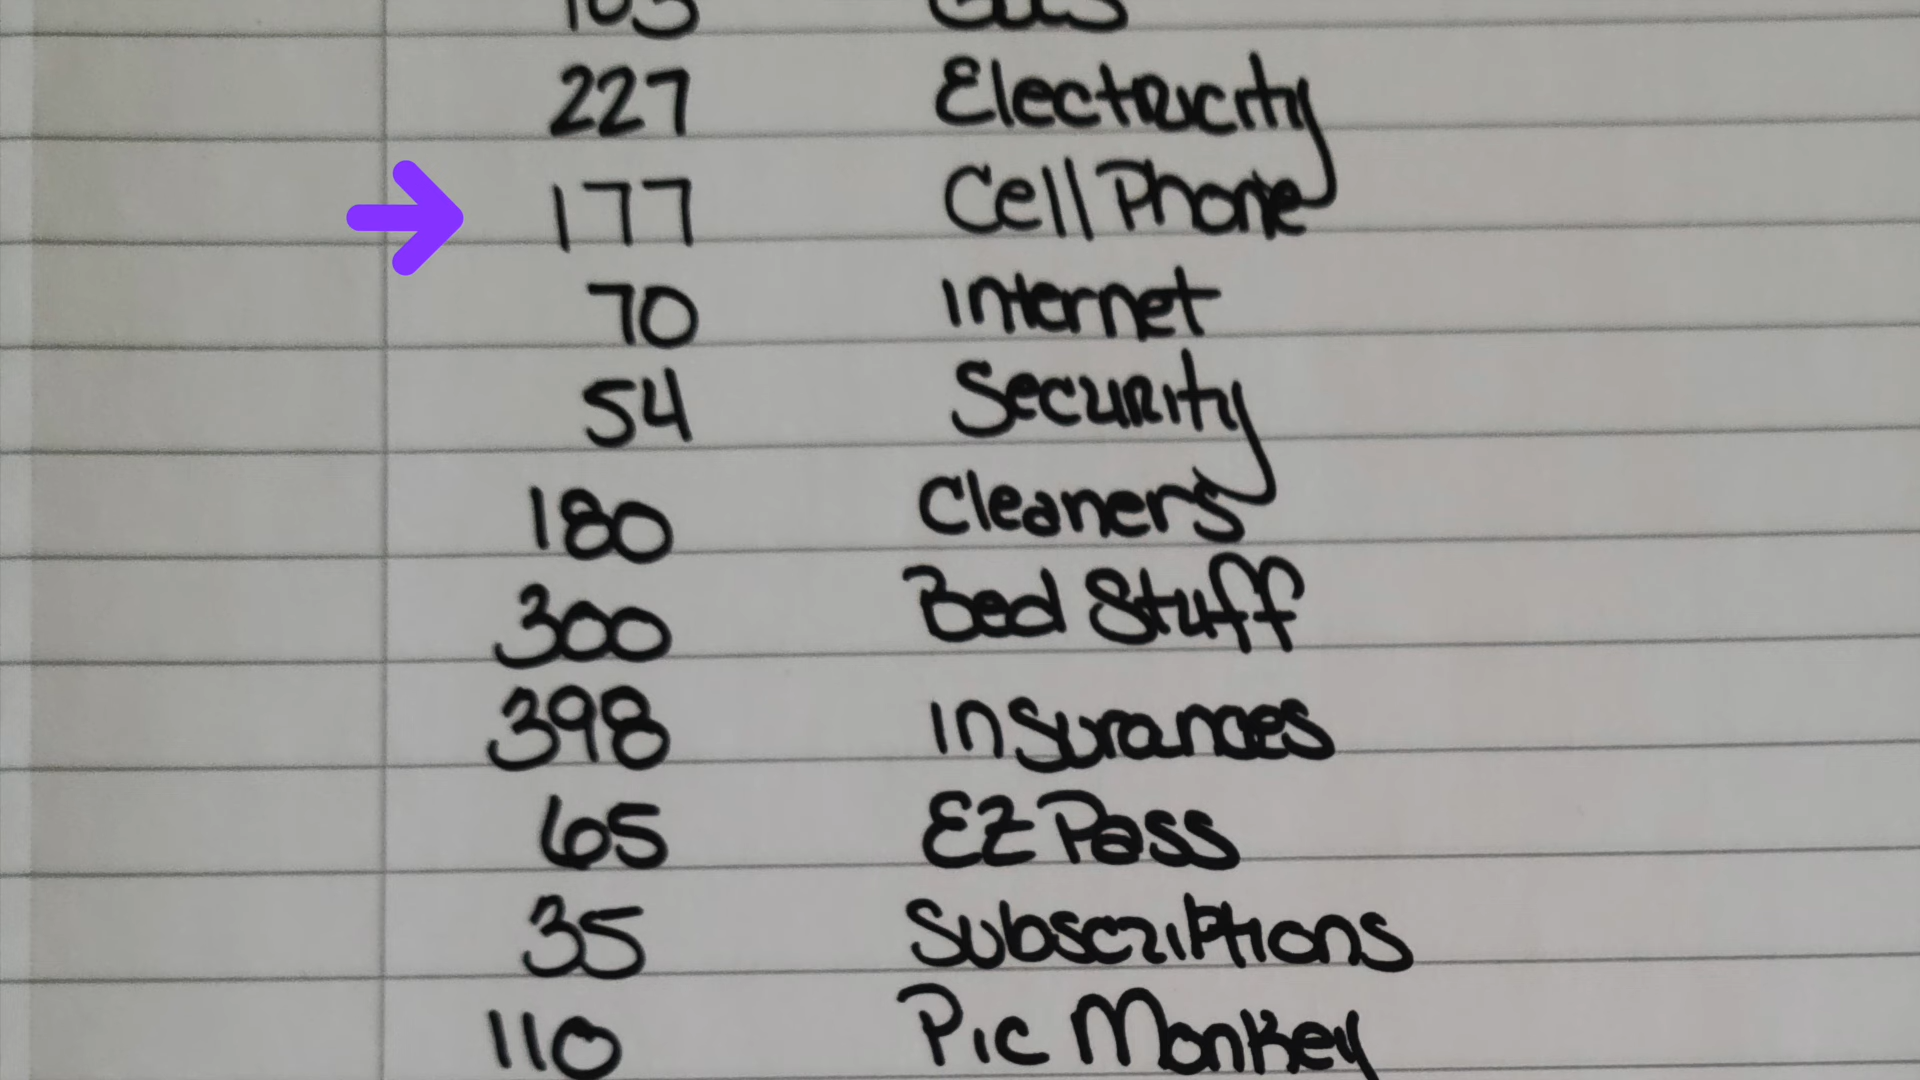 227 Electricity
177 Cell Phone
70 Internet
54 Security
180 Cleaners
300 Bed Stuff
398 Insurances
65 EZ Pass
35 Subscriptions
110 Pic Monkey